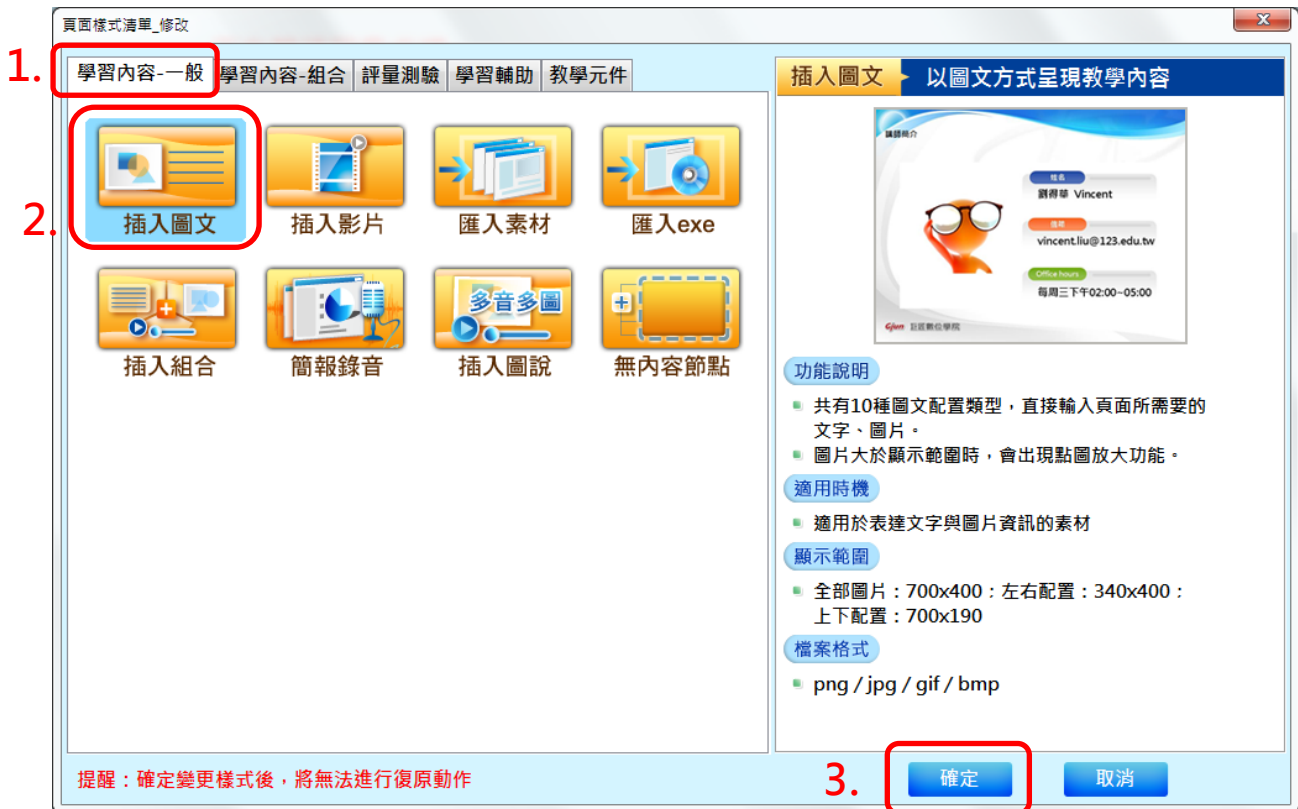 頁面樣式清單_修改
1.
學習內容-一般 學習內容-組合 評量測驗 學習輔助 教學元件
2.
插入圖文 插入影片 匯入素材 匯入exe
多音多圖
插入組合 簡報錄音 插入圖說 無內容節點
插入圖文 以圖文方式呈現教學內容
講師簡介
姓名
劉得華 Vincent
vincent.liu@123.edu.tw
Office hours
每周三下午02:00~05:00
Gjun 巨匠數位學院
功能說明
共有10種圖文配置類型，直接輸入頁面所需要的
文字、圖片。
圖片大於顯示範圍時，會出現點圖放大功能。
適用時機
適用於表達文字與圖片資訊的素材
顯示範圍
全部圖片：700x400；左右配置：340x400；
上下配置：700x190
檔案格式
png / jpg / gif / bmp
提醒：確定變更樣式後，將無法進行復原動作
3.
確定 取消